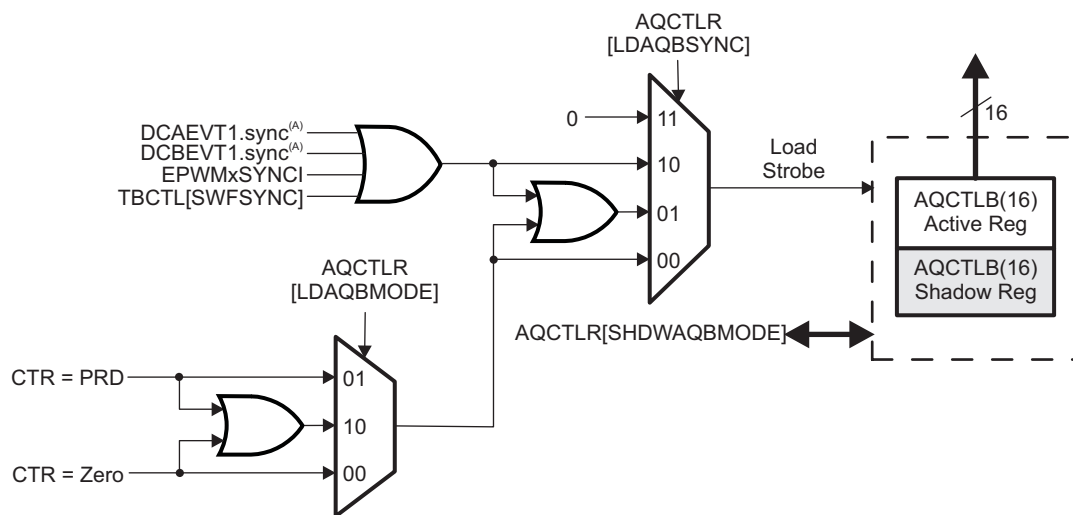 AQCTLR
[LDAQBSYNC]
16
0
11
DCAEVT1.sync(A)
DCBEVT1.sync(A)
EPWMxSYNCI
TBCTL[SWFSYNC]
10
Load
Strobe
01
AQCTLB(16)
Active Reg
00
AQCTLR
[LDAQBMODE]
AQCTLB(16)
Shadow Reg
AQCTLR[SHDWAQBMODE]
CTR = PRD
01
10
CTR = Zero
00